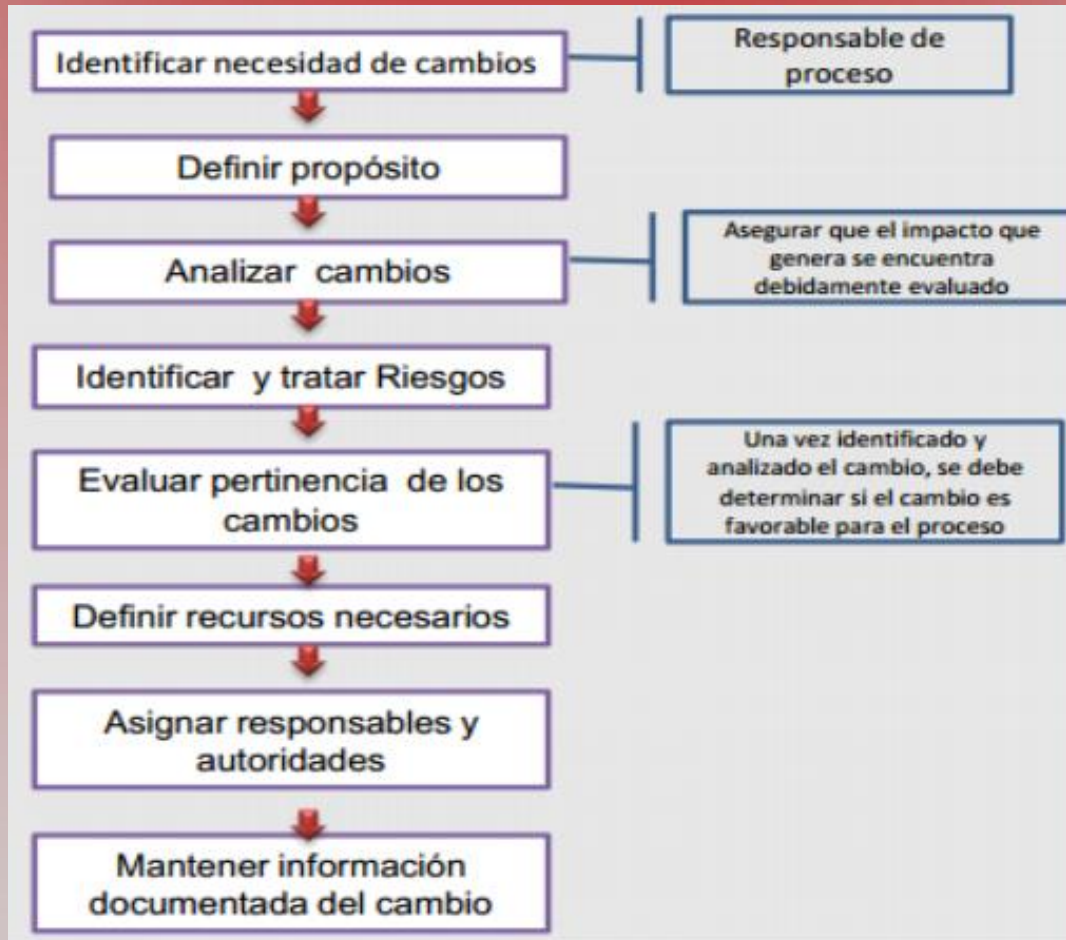 Identificar necesidad de cambios
Responsable de
proceso
Definir propósito
Analizar cambios
Asegurar que el impacto que
genera se encuentra
debidamente evaluado
Identificar y tratar Riesgos
Evaluar pertinencia de los
cambios
Una vez identificado y
analizado el cambio, se debe
determinar si el cambio es
favorable para el proceso
Definir recursos necesarios
Asignar responsables y
autoridades
Mantener información
documentada del cambio